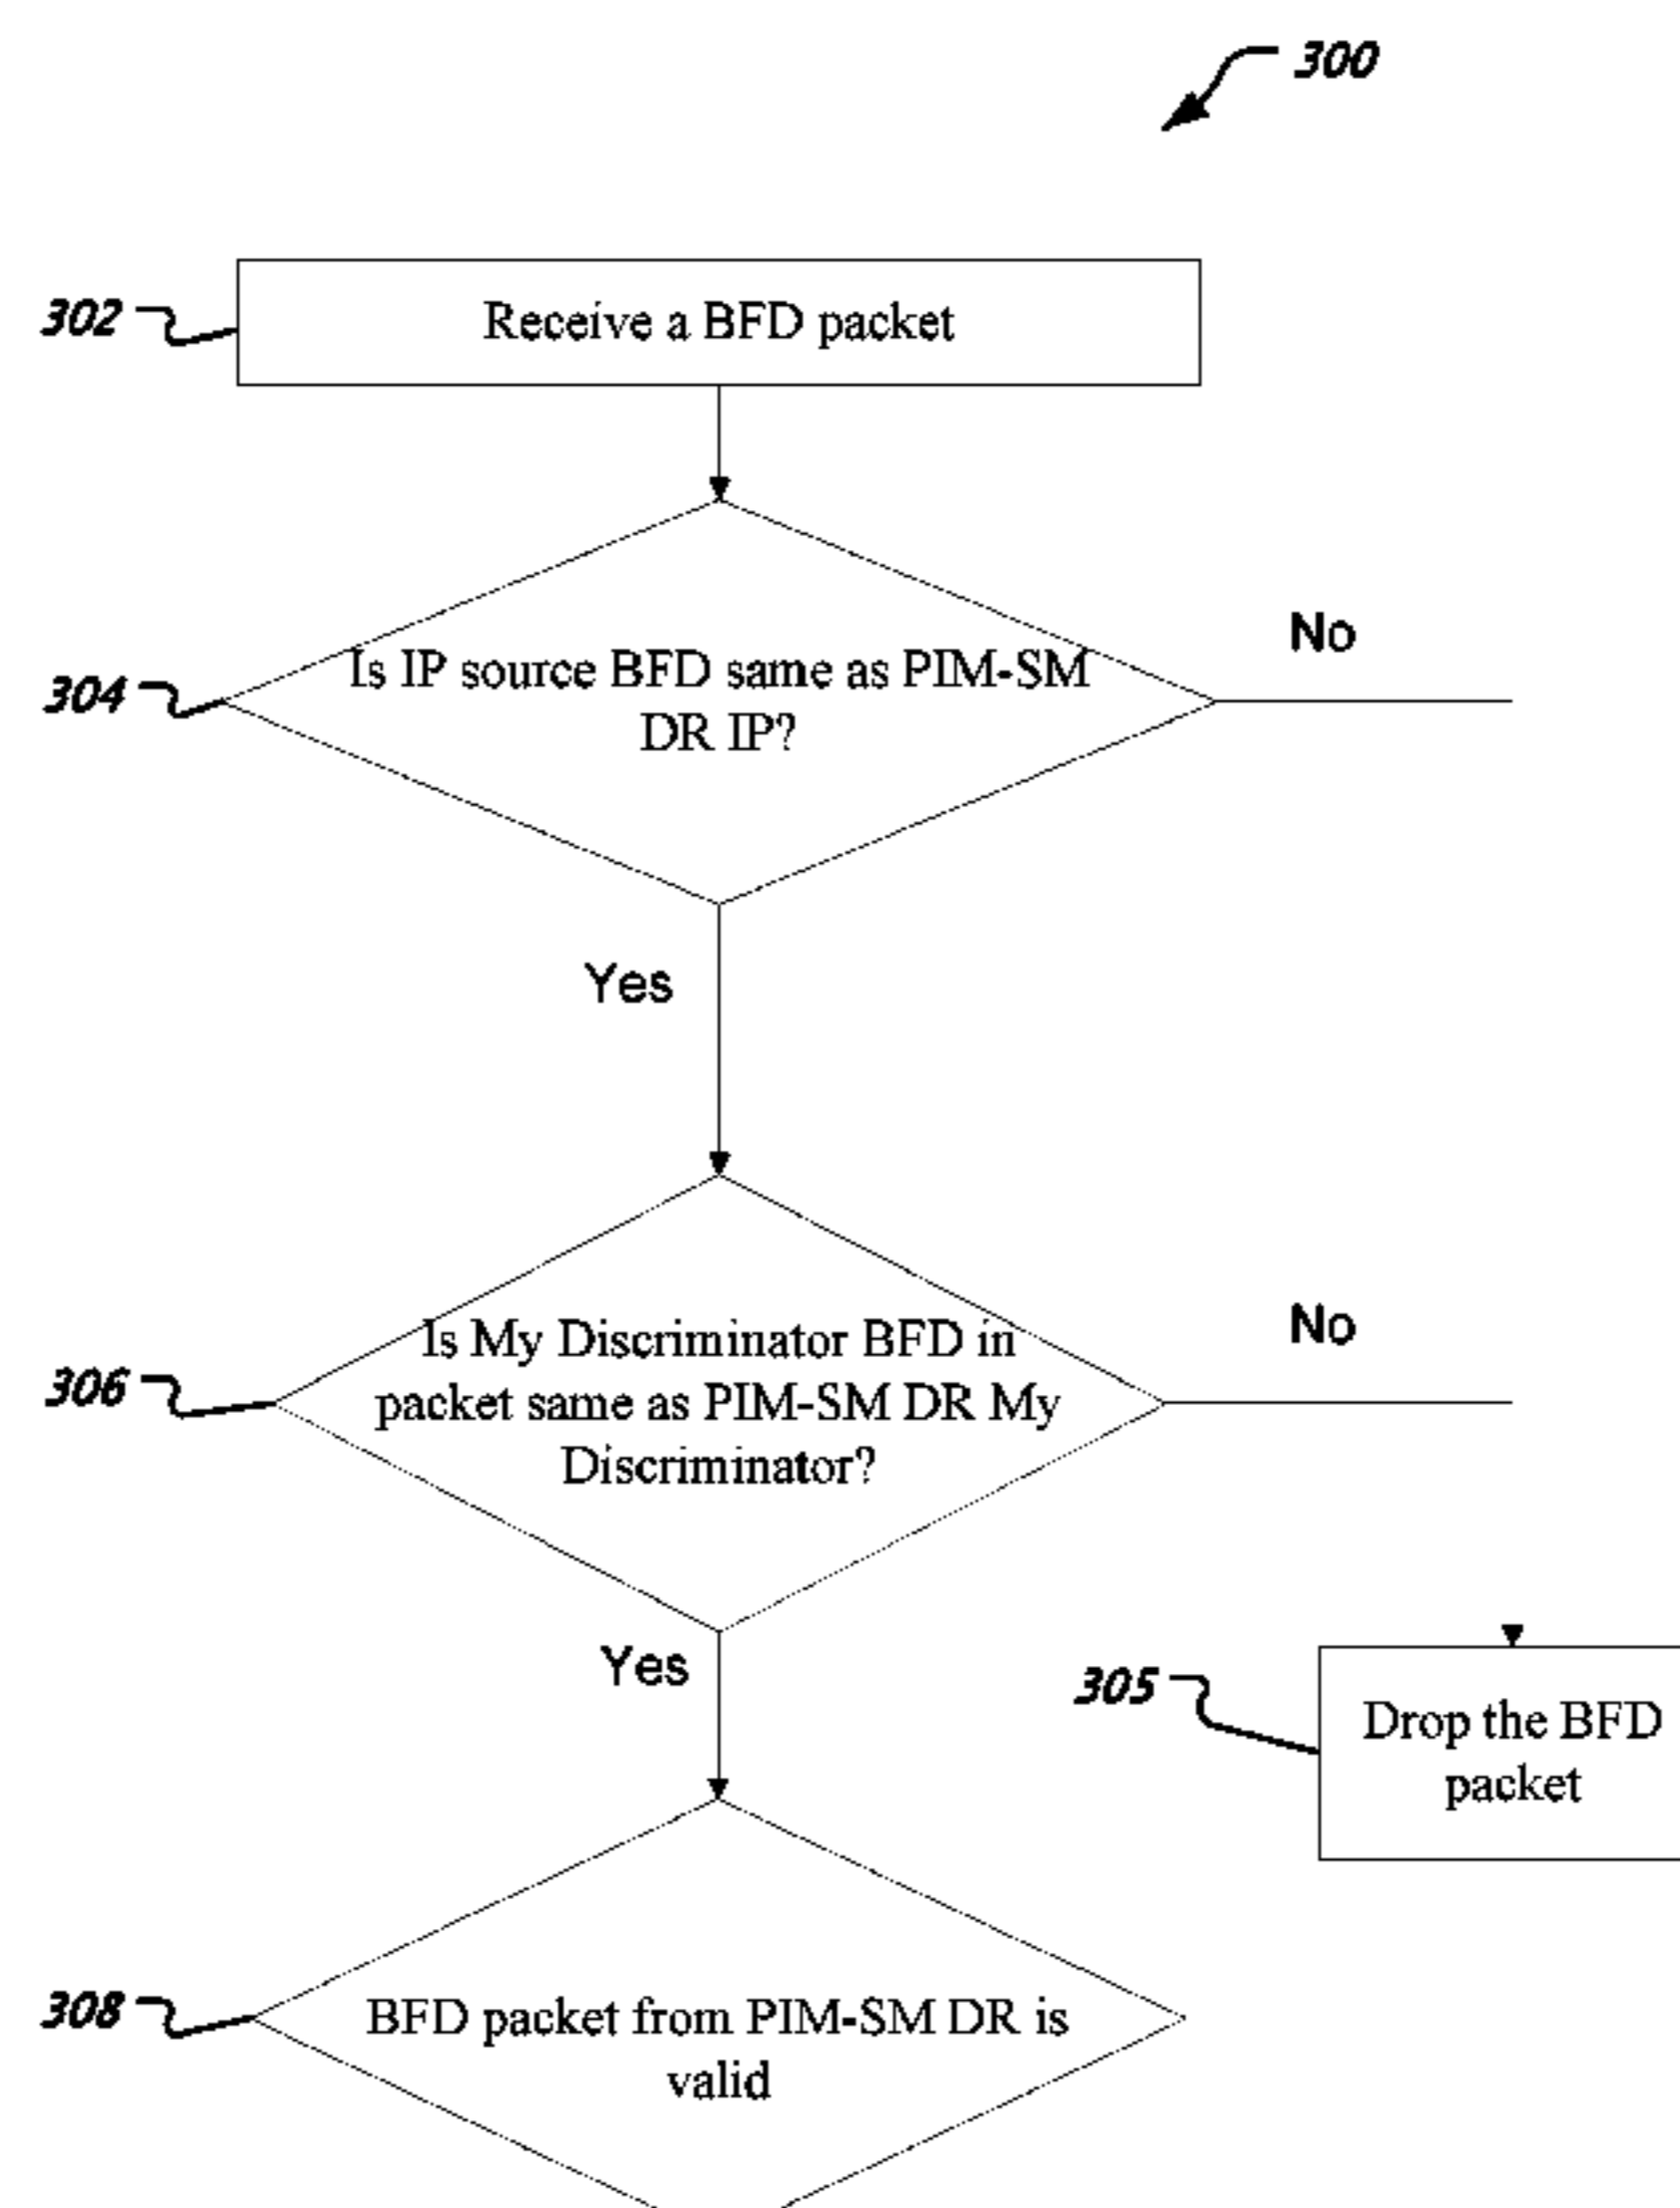 300
302
Receive a BFD packet
304
Is IP source BFD same as PIM-SM
DR IP?
No
Yes
306
Is My Discriminator BFD in
packet same as PIM-SM DR My
Discriminator?
No
Yes
305
Drop the BFD
packet
308
BFD packet from PIM-SM DR is
valid